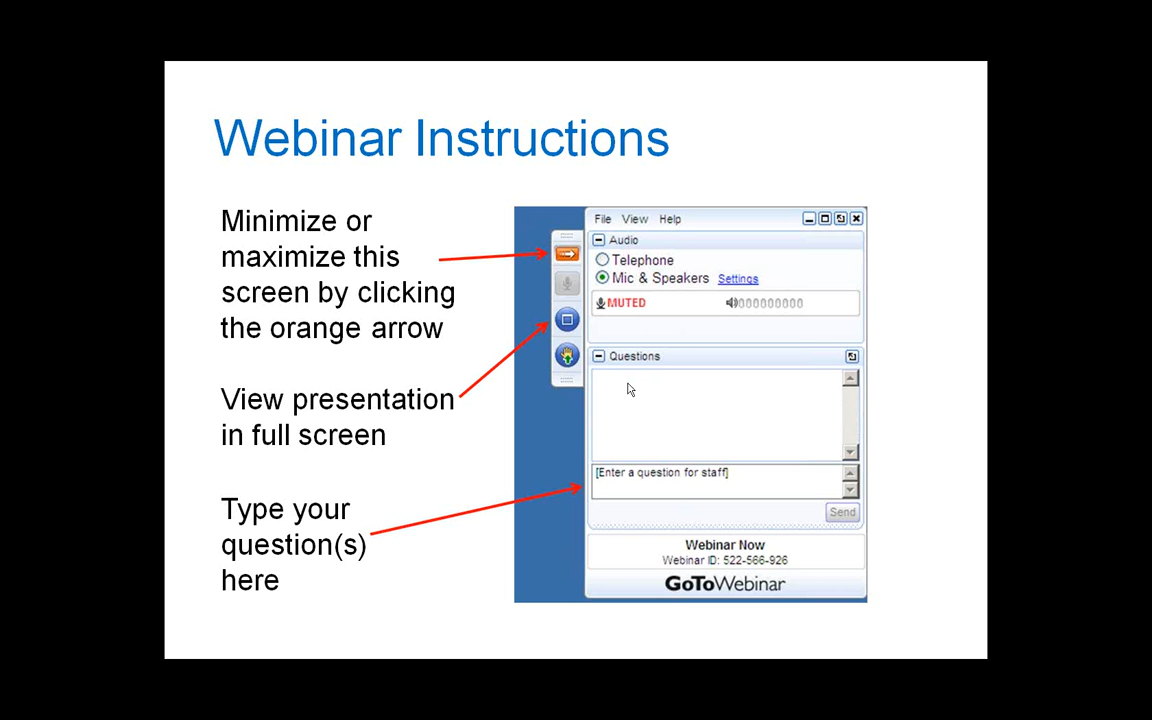 Webinar Instructions
Minimize or
maximize this
screen by clicking
the orange arrow
View presentation
in full screen
Type your
question(s)
here
File View Help
Audio
Telephone
Mic & Speakers Settings
MUTED 000000000
Questions
[Enter a question for staff]
Send
Webinar Now
Webinar ID: 522-566-926
GoToWebinar